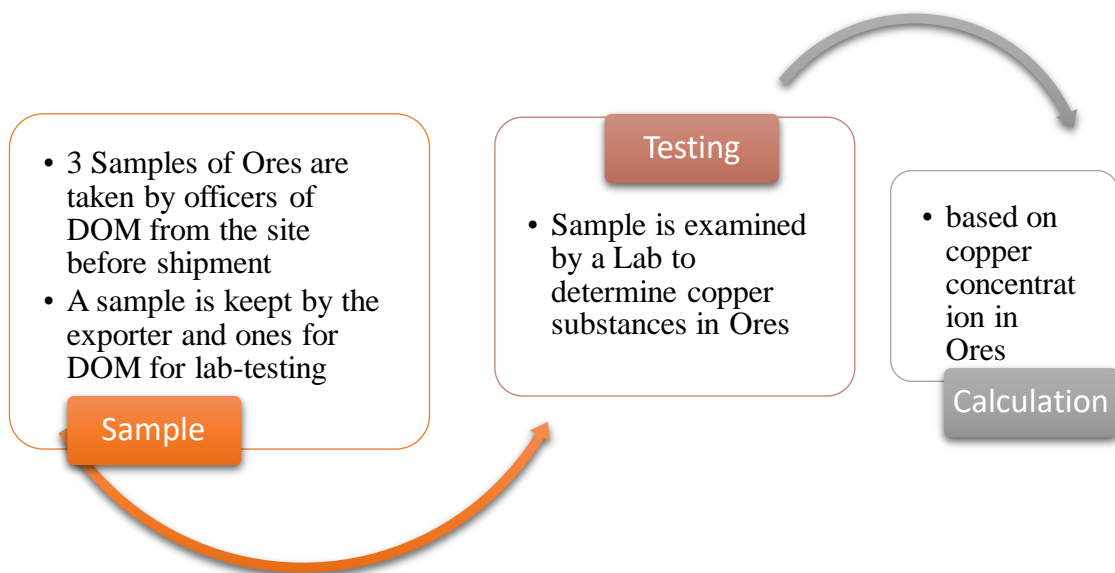 • 3 Samples of Ores are
taken by officers of
DOM from the site
before shipment
• A sample is keept by the
exporter and ones for
DOM for lab-testing
Sample
Testing
• Sample is examined
by a Lab to
determine copper
substances in Ores
• based on
copper
concentrat
ion in
Ores
Calculation